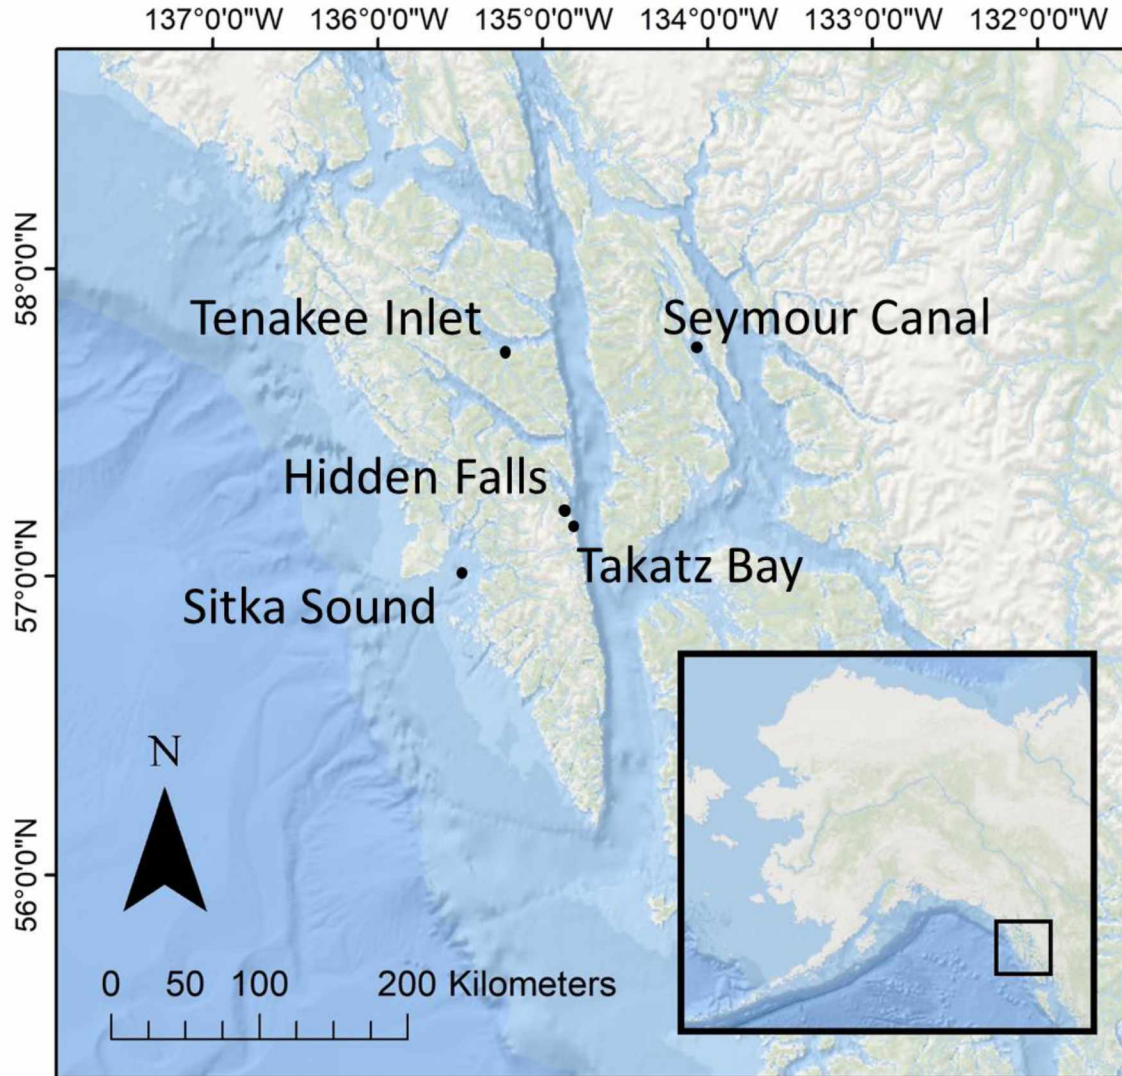 137°0'0"W 136°0'0"W 135°0'0"W 134°0'0"W 133°0'0"W 132°0'0"W
58°0'0"N
Tenakee Inlet
Seymour Canal
Hidden Falls
57°0'0"N
Takatz Bay
Sitka Sound
N
56°0'0"N
0 50 100 200 Kilometers